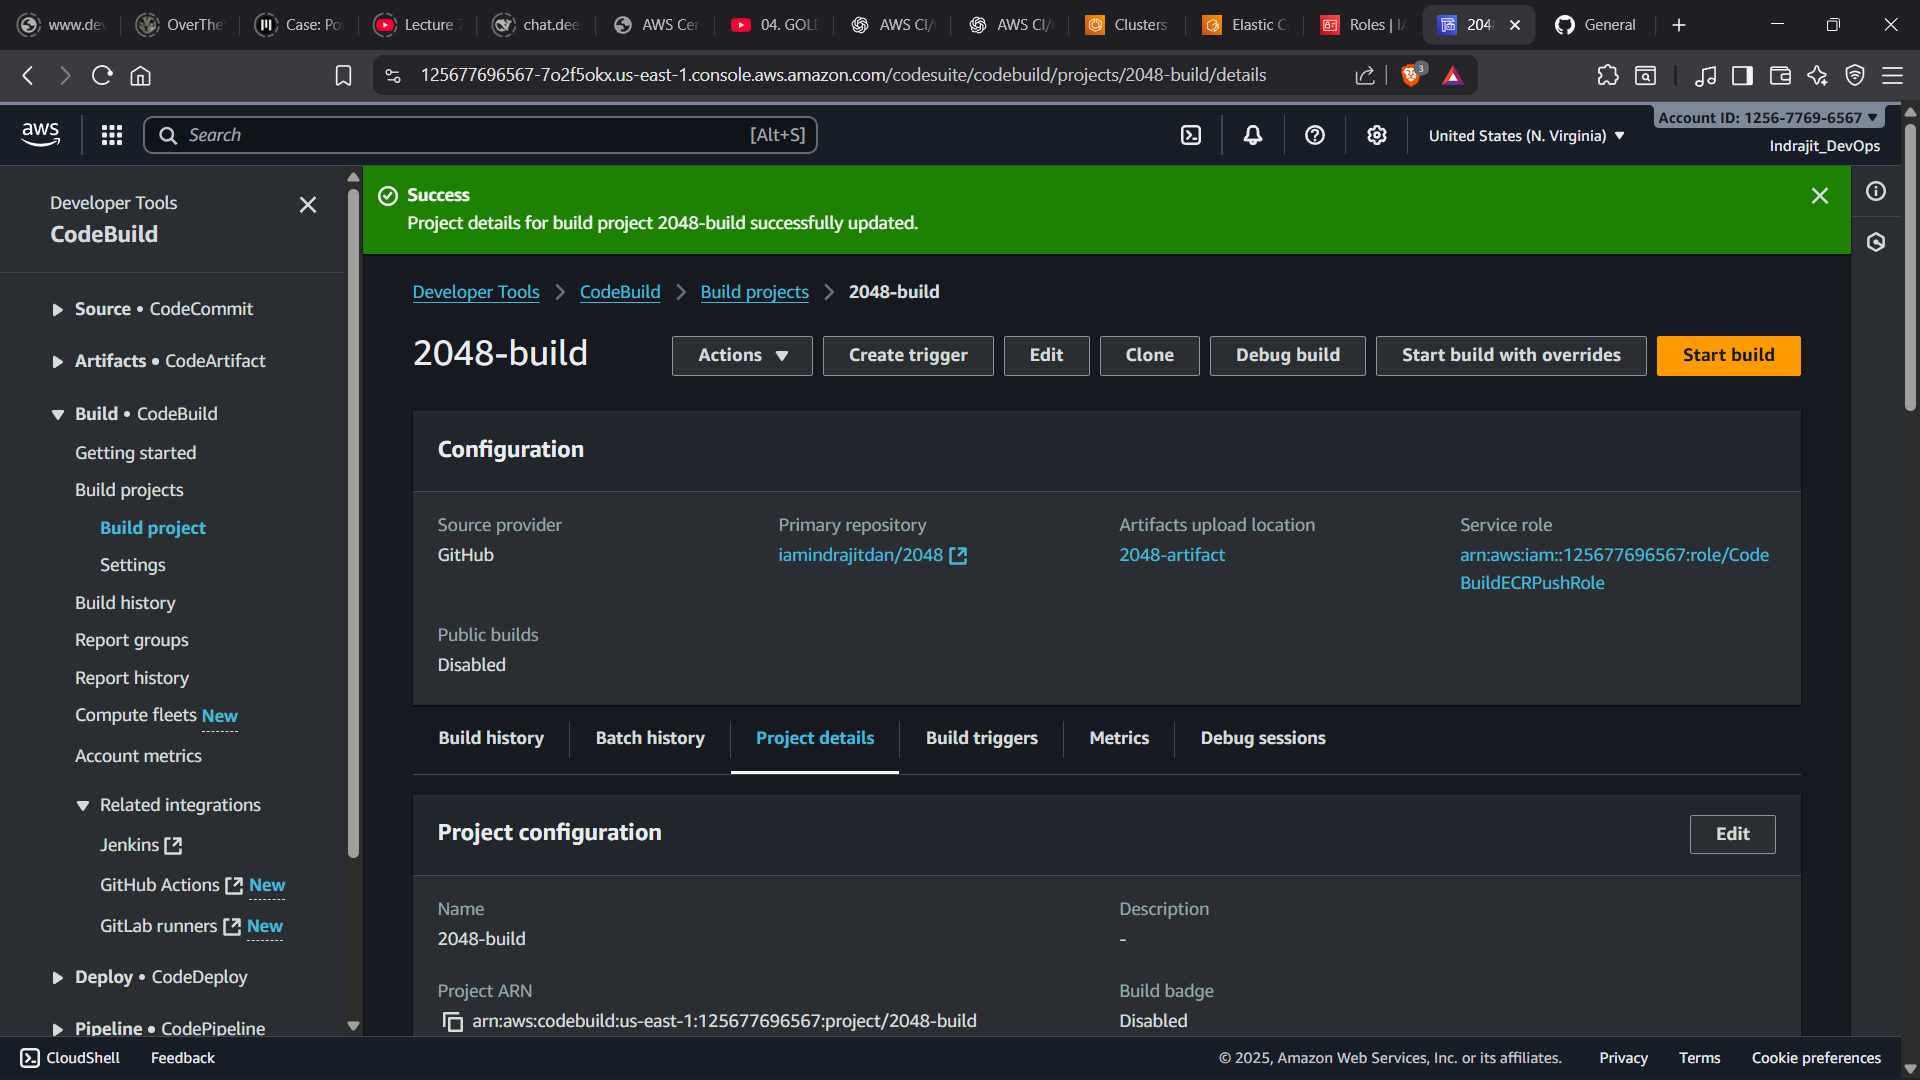 www.dev
OverThe
Case: Po
Lecture 7
chat.dee
AWS Cer
04. GOLD
AWS CI/
AWS CI/
Clusters
Elastic C
Roles | IA
2048
General
125677696567-7o2f5okx.us-east-1.console.aws.amazon.com/codesuite/codebuild/projects/2048-build/details
3
aws
Search
[Alt+S]
United States (N. Virginia)
Account ID: 1256-7769-6567
Indrajit_DevOps
Developer Tools
CodeBuild
Source • CodeCommit
Artifacts • CodeArtifact
Build • CodeBuild
Getting started
Build projects
Build project
Settings
Build history
Report groups
Report history
Compute fleets New
Account metrics
Related integrations
Jenkins
GitHub Actions New
GitLab runners New
Deploy • CodeDeploy
Pipeline • CodePipeline
Success
Project details for build project 2048-build successfully updated.
Developer Tools
CodeBuild
Build projects
2048-build
2048-build
Actions
Create trigger
Edit
Clone
Debug build
Start build with overrides
Start build
Configuration
Source provider
GitHub
Primary repository
iamindrajitdan/2048
Artifacts upload location
2048-artifact
Service role
arn:aws:iam::125677696567:role/Code
BuildECRPushRole
Public builds
Disabled
Build history
Batch history
Project details
Build triggers
Metrics
Debug sessions
Project configuration
Edit
Name
2048-build
Description
-
Project ARN
arn:aws:codebuild:us-east-1:125677696567:project/2048-build
Build badge
Disabled
CloudShell
Feedback
© 2025, Amazon Web Services, Inc. or its affiliates.
Privacy
Terms
Cookie preferences